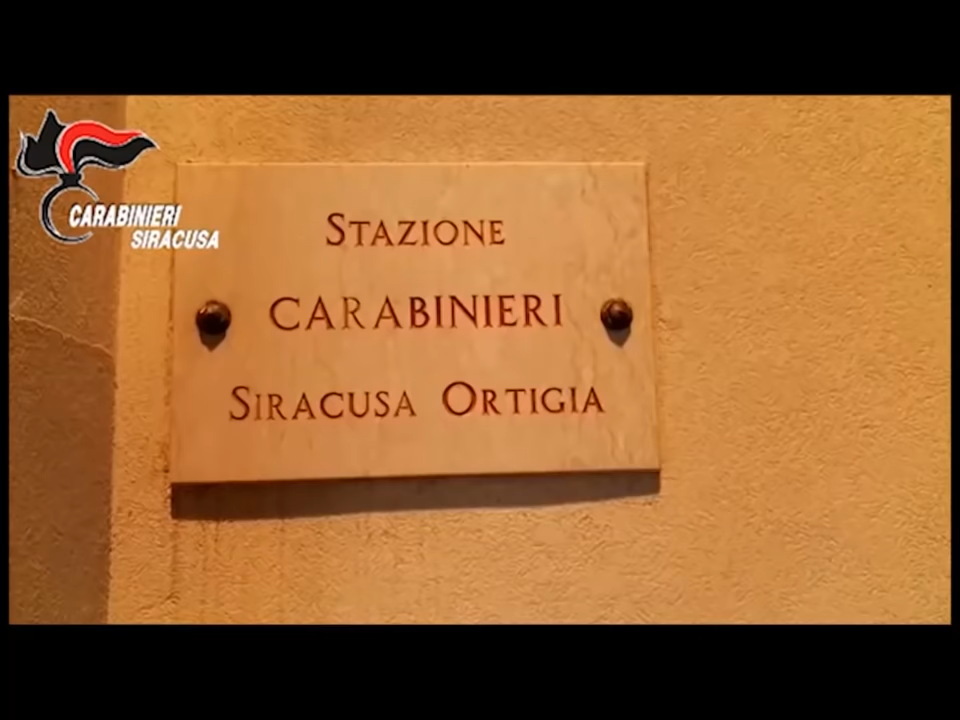 CARABINIERI
SIRACUSA
STAZIONE
CARABINIERI
SIRACUSA ORTIGIA